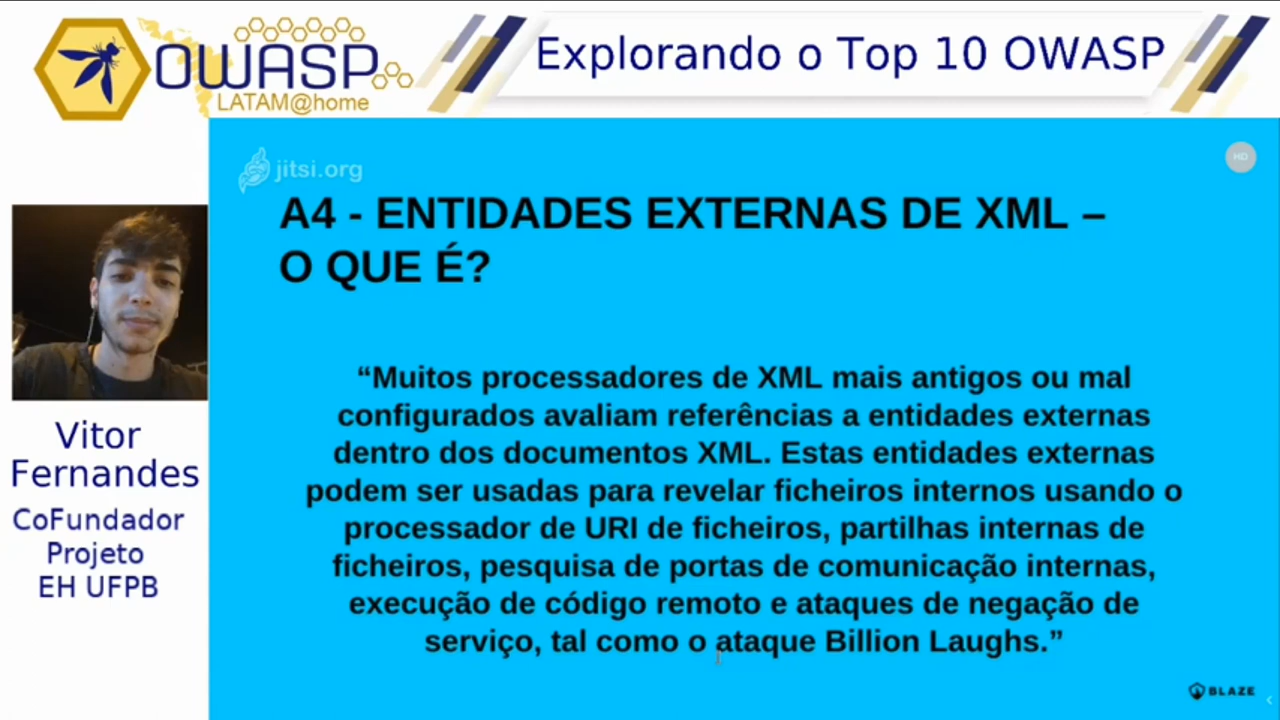 OWASP
LATAM@home
Explorando o Top 10 OWASP
jitsi.org
HD
A4 - ENTIDADES EXTERNAS DE XML –
O QUE É?
“Muitos processadores de XML mais antigos ou mal
configurados avaliam referências a entidades externas
dentro dos documentos XML. Estas entidades externas
podem ser usadas para revelar ficheiros internos usando o
processador de URI de ficheiros, partilhas internas de
ficheiros, pesquisa de portas de comunicação internas,
execução de código remoto e ataques de negação de
serviço, tal como o ataque Billion Laughs.”
Vitor
Fernandes
CoFundador
Projeto
EH UFPB
BLAZE